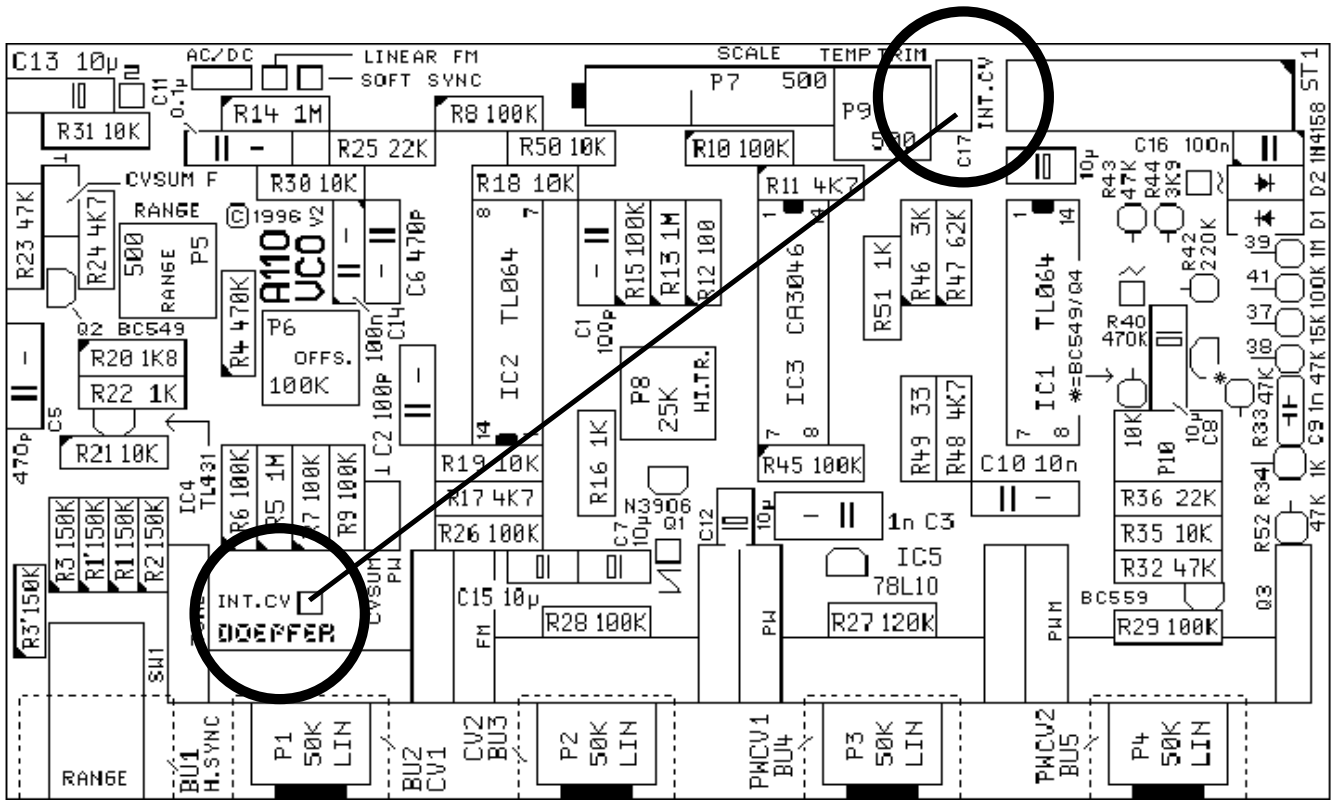 C13 10µ
AC/DC
LINEAR FM
SOFT SYNC
SCALE
TEMP TRIM
INT.CV
ST1
C11
0.1µ
R14 1M
R8 100K
P7 500
P9
500
C17
10µ
C16 100n
1N4158
R31 10K
R25 22K
R50 10K
R10 100K
CVSUM F
R30 10K
R18 10K
R11 4K7
R43
47K
R44
3K9
D2
D1
R23 47K
R24 4K7
RANGE
500
RANGE
P5
© 1996 V2
A110
VCO
C6 470p
8 7
IC2 TL064
14
R15 100K
R13 1M
R12 100
1 14
IC3 CA3046
7 8
R51 1K
R46 3K
R47 62K
1 14
IC1 TL064
7 8
*=BC549/Q4
R42
220K
39
41
37
38
1M
100K
15K
47K
Q2 BC549
R4 470K
P6
OFFS.
100K
100n
C14
C1
100p
R40
470K
R20 1K8
R22 1K
C2 100p
P8
25K
HI.TR.
*
47K
R33
C9 1n
C5
470p
R21 10K
IC4
TL431
R19 10K
R16 1K
R45 100K
R49 33
R48 4K7
C10 10n
10K
P10
10µ
C8
R34
1K
R6 100K
R5 1M
R7 100K
R9 100K
R17 4K7
R26 100K
N3906
Q1
C7
10µ
C12
10µ
1n C3
R36 22K
R35 10K
R32 47K
R52
47K
R3 150K
R1' 150K
R1 150K
R2 150K
R3' 150K
INT.CV
DOEPFER
CVSUM
PW
C15 10µ
IC5
78L10
BC559
Q3
R28 100K
R27 120K
R29 100K
SW1
FM
PW
PWM
RANGE
BU1
H.SYNC
P1
50K
LIN
BU2
CV1
CV2
BU3
P2
50K
LIN
PWCV1
BU4
P3
50K
LIN
PWCV2
BU5
P4
50K
LIN